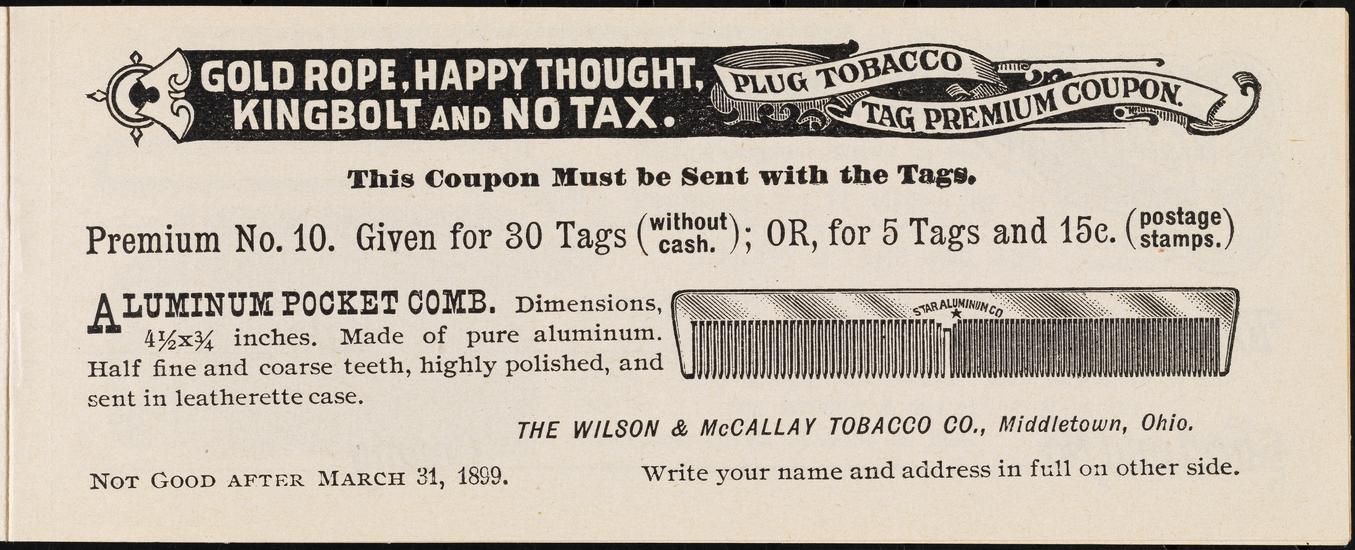 GOLD ROPE, HAPPY THOUGHT,
KINGBOLT AND NO TAX.
PLUG TOBACCO
TAG PREMIUM COUPON.
This Coupon Must be Sent with the Tags.
Premium No. 10. Given for 30 Tags (without cash.); OR, for 5 Tags and 15c. (postage stamps.)
ALUMINUM POCKET COMB. Dimensions,
4½x¾ inches. Made of pure aluminum.
Half fine and coarse teeth, highly polished, and
sent in leatherette case.
STAR ALUMINUM CO
THE WILSON & McCALLAY TOBACCO CO., Middletown, Ohio.
NOT GOOD AFTER MARCH 31, 1899.
Write your name and address in full on other side.